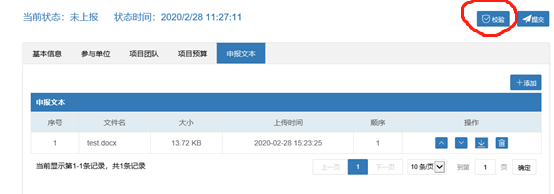 当前状态：未上报 状态时间：2020/2/28 11:27:11 校验 提交
基本信息 参与单位 项目团队 项目预算 申报文本
＋添加
申报文本
序号 文件名 大小 上传时间 顺序 操作
1 test.docx 13.72 KB 2020-02-28 15:23:25 1
当前显示第1-1条记录，共1条记录 上一页 1 下一页 10 条/页 到第 1 页 确定